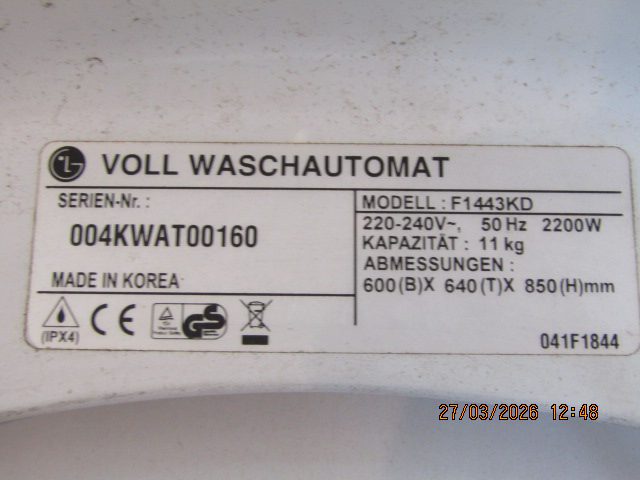 LG VOLL WASCHAUTOMAT
SERIEN-Nr. :
004KWAT00160
MADE IN KOREA
MODELL : F1443KD
220-240V~, 50 Hz 2200W
KAPAZITÄT : 11 kg
ABMESSUNGEN :
600(B)X 640(T)X 850(H)mm
(IPX4)
CE
GS
041F1844
27/03/2026 12:48